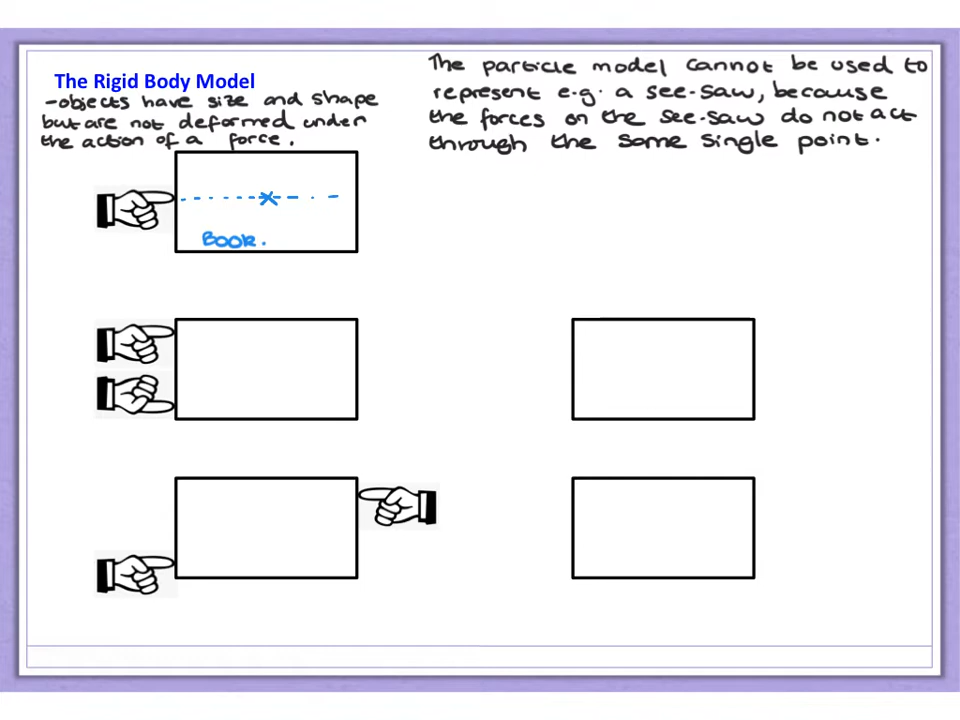 The Rigid Body Model
-objects have size and shape
but are not deformed under
the action of a force.
The particle model cannot be used to
represent e.g. a see-saw, because
the forces on the see-saw do not act
through the same single point.
Book.